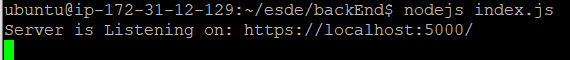 ubuntu@ip-172-31-12-129:~/esde/backEnd$ nodejs index.js
Server is Listening on: https://localhost:5000/